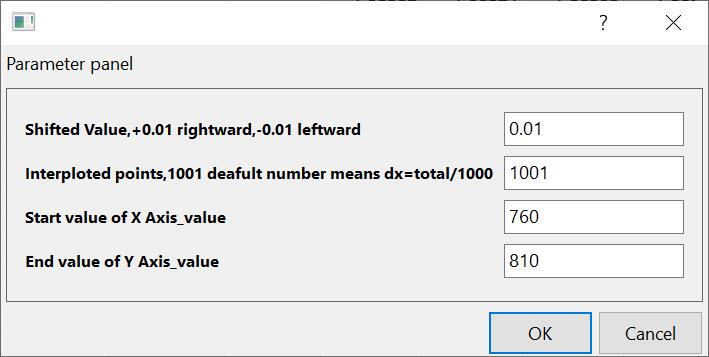 ?
Parameter panel
Shifted Value,+0.01 rightward,-0.01 leftward 0.01
Interploted points,1001 deafult number means dx=total/1000 1001
Start value of X Axis_value 760
End value of Y Axis_value 810
OK Cancel